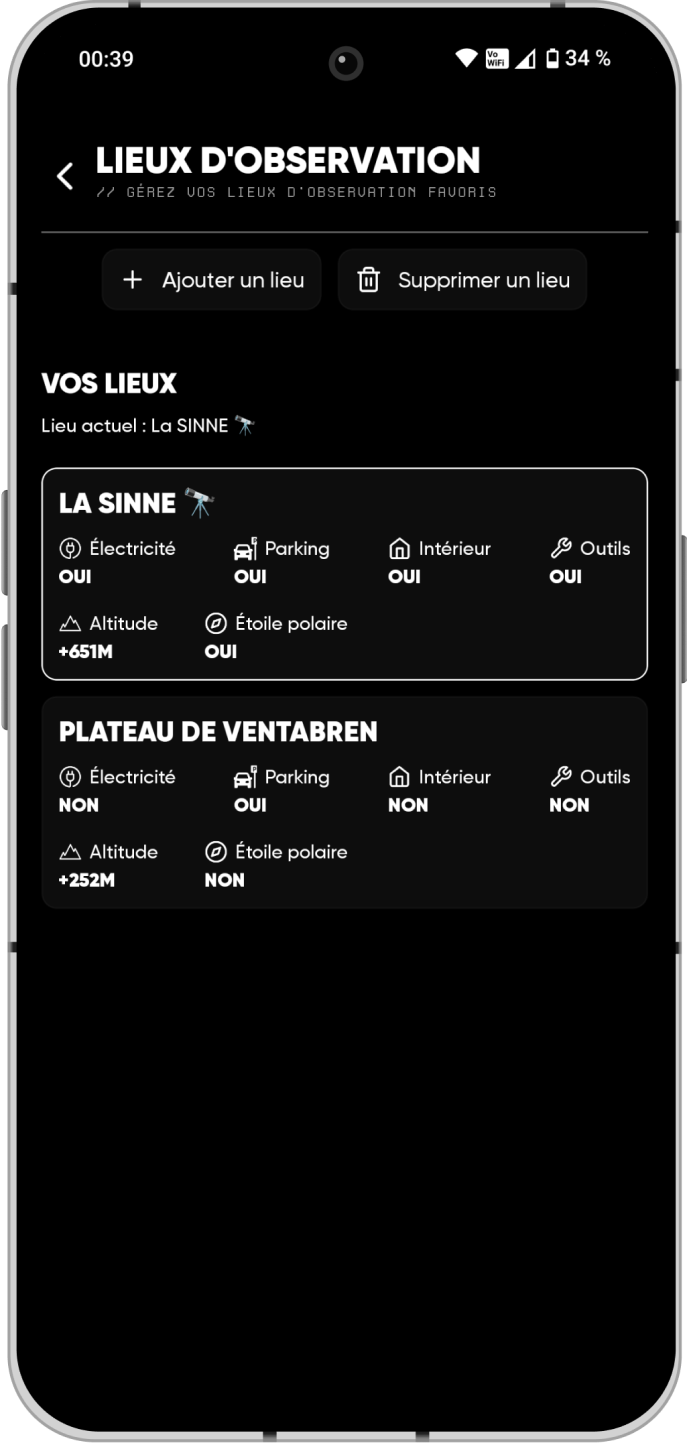 00:39 Vo WiFi 34 %
LIEUX D'OBSERVATION
// GÉREZ VOS LIEUX D'OBSERVATION FAVORIS
Ajouter un lieu Supprimer un lieu
VOS LIEUX
Lieu actuel : La SINNE 🔭
LA SINNE 🔭
Électricité Parking Intérieur Outils
OUI OUI OUI OUI
Altitude Étoile polaire
+651M OUI
PLATEAU DE VENTABREN
Électricité Parking Intérieur Outils
NON OUI NON NON
Altitude Étoile polaire
+252M NON